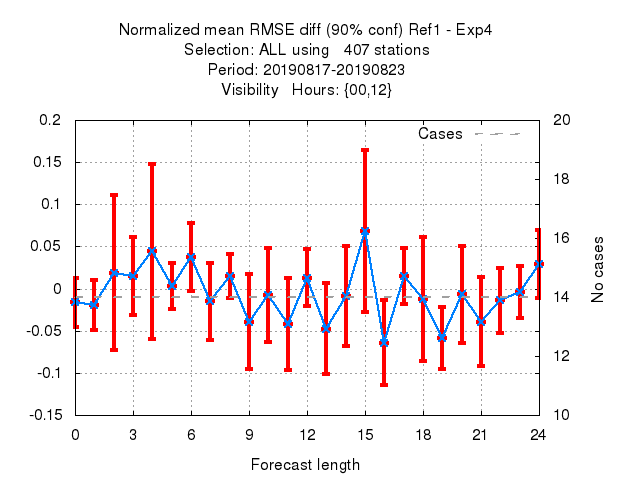 Normalized mean RMSE diff (90% conf) Ref1 - Exp4
Selection: ALL using   407 stations
Period: 20190817-20190823
Visibility   Hours: {00,12}
Cases
0.2
0.15
0.1
0.05
0
-0.05
-0.1
-0.15
20
18
16
14
12
10
No cases
0 3 6 9 12 15 18 21 24
Forecast length